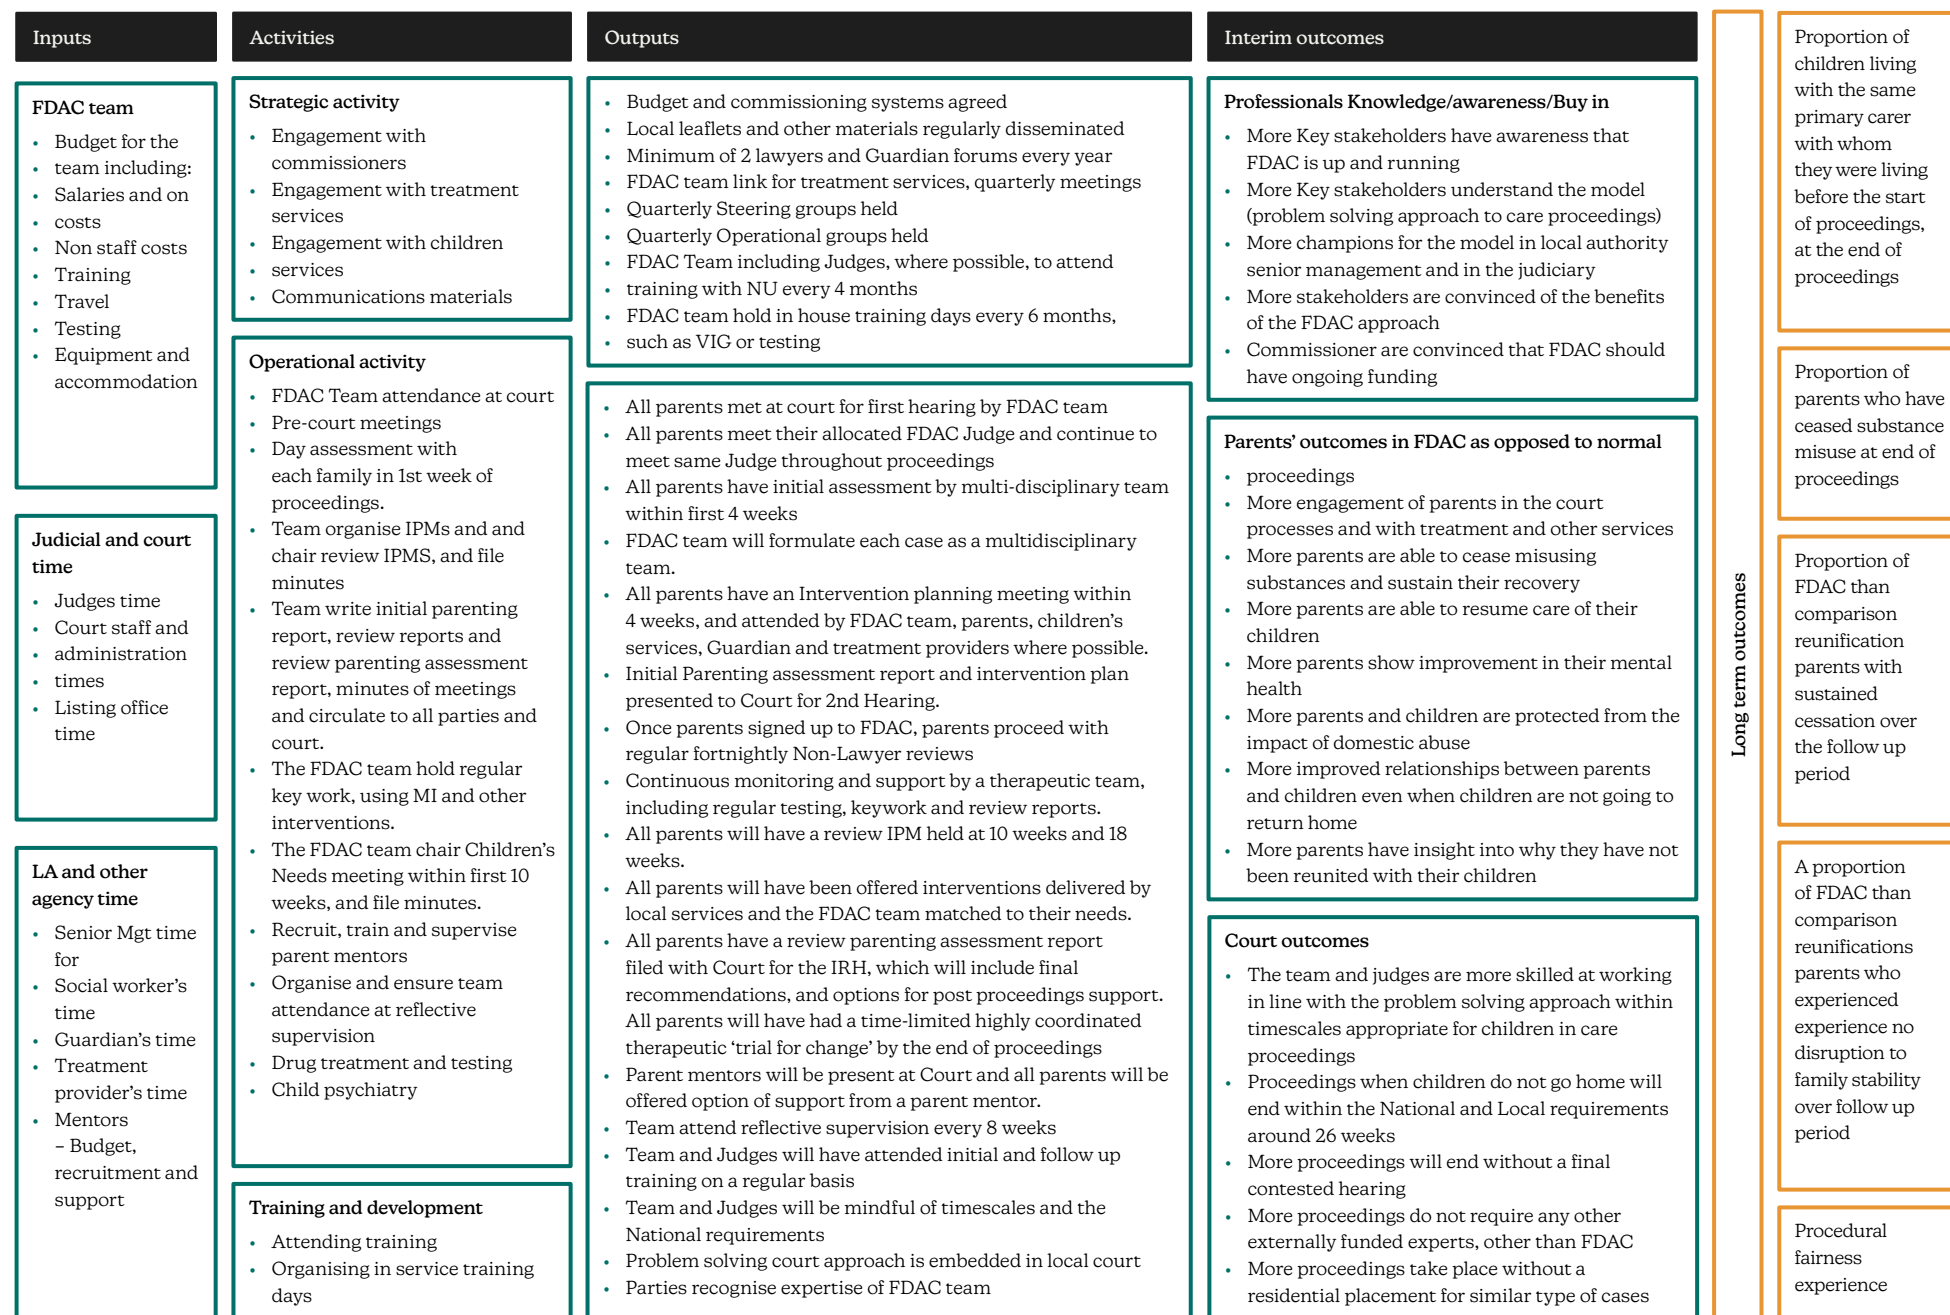 Inputs
FDAC team
• Budget for the
• team including:
• Salaries and on
• costs
• Non staff costs
• Training
• Travel
• Testing
• Equipment and
accommodation
Judicial and court
time
• Judges time
• Court staff and
• administration
• times
• Listing office
time
LA and other
agency time
• Senior Mgt time
for
• Social worker's
time
• Guardian's time
• Treatment
provider's time
• Mentors
– Budget,
recruitment and
support
Activities
Strategic activity
• Engagement with
commissioners
• Engagement with treatment
services
• Engagement with children
• services
• Communications materials
Operational activity
• FDAC Team attendance at court
• Pre-court meetings
• Day assessment with
each family in 1st week of
proceedings.
• Team organise IPMs and and
chair review IPMS, and file
minutes
• Team write initial parenting
report, review reports and
review parenting assessment
report, minutes of meetings
and circulate to all parties and
court.
• The FDAC team hold regular
key work, using MI and other
interventions.
• The FDAC team chair Children's
Needs meeting within first 10
weeks, and file minutes.
• Recruit, train and supervise
parent mentors
• Organise and ensure team
attendance at reflective
supervision
• Drug treatment and testing
• Child psychiatry
Training and development
• Attending training
• Organising in service training
days
Outputs
• Budget and commissioning systems agreed
• Local leaflets and other materials regularly disseminated
• Minimum of 2 lawyers and Guardian forums every year
• FDAC team link for treatment services, quarterly meetings
• Quarterly Steering groups held
• Quarterly Operational groups held
• FDAC Team including Judges, where possible, to attend
• training with NU every 4 months
• FDAC team hold in house training days every 6 months,
• such as VIG or testing
• All parents met at court for first hearing by FDAC team
• All parents meet their allocated FDAC Judge and continue to
meet same Judge throughout proceedings
• All parents have initial assessment by multi-disciplinary team
within first 4 weeks
• FDAC team will formulate each case as a multidisciplinary
team.
• All parents have an Intervention planning meeting within
4 weeks, and attended by FDAC team, parents, children's
services, Guardian and treatment providers where possible.
• Initial Parenting assessment report and intervention plan
presented to Court for 2nd Hearing.
• Once parents signed up to FDAC, parents proceed with
regular fortnightly Non-Lawyer reviews
• Continuous monitoring and support by a therapeutic team,
including regular testing, keywork and review reports.
• All parents will have a review IPM held at 10 weeks and 18
weeks.
• All parents will have been offered interventions delivered by
local services and the FDAC team matched to their needs.
• All parents have a review parenting assessment report
filed with Court for the IRH, which will include final
recommendations, and options for post proceedings support.
All parents will have had a time-limited highly coordinated
therapeutic ‘trial for change’ by the end of proceedings
• Parent mentors will be present at Court and all parents will be
offered option of support from a parent mentor.
• Team attend reflective supervision every 8 weeks
• Team and Judges will have attended initial and follow up
training on a regular basis
• Team and Judges will be mindful of timescales and the
National requirements
• Problem solving court approach is embedded in local court
• Parties recognise expertise of FDAC team
Interim outcomes
Professionals Knowledge/awareness/Buy in
• More Key stakeholders have awareness that
FDAC is up and running
• More Key stakeholders understand the model
(problem solving approach to care proceedings)
• More champions for the model in local authority
senior management and in the judiciary
• More stakeholders are convinced of the benefits
of the FDAC approach
• Commissioner are convinced that FDAC should
have ongoing funding
Parents' outcomes in FDAC as opposed to normal
• proceedings
• More engagement of parents in the court
processes and with treatment and other services
• More parents are able to cease misusing
substances and sustain their recovery
• More parents are able to resume care of their
children
• More parents show improvement in their mental
health
• More parents and children are protected from the
impact of domestic abuse
• More improved relationships between parents
and children even when children are not going to
return home
• More parents have insight into why they have not
been reunited with their children
Court outcomes
• The team and judges are more skilled at working
in line with the problem solving approach within
timescales appropriate for children in care
proceedings
• Proceedings when children do not go home will
end within the National and Local requirements
around 26 weeks
• More proceedings will end without a final
contested hearing
• More proceedings do not require any other
externally funded experts, other than FDAC
• More proceedings take place without a
residential placement for similar type of cases
Long term outcomes
Proportion of
children living
with the same
primary carer
with whom
they were living
before the start
of proceedings,
at the end of
proceedings
Proportion of
parents who have
ceased substance
misuse at end of
proceedings
Proportion of
FDAC than
comparison
reunification
parents with
sustained
cessation over
the follow up
period
A proportion
of FDAC than
comparison
reunifications
parents who
experienced
experience no
disruption to
family stability
over follow up
period
Procedural
fairness
experience